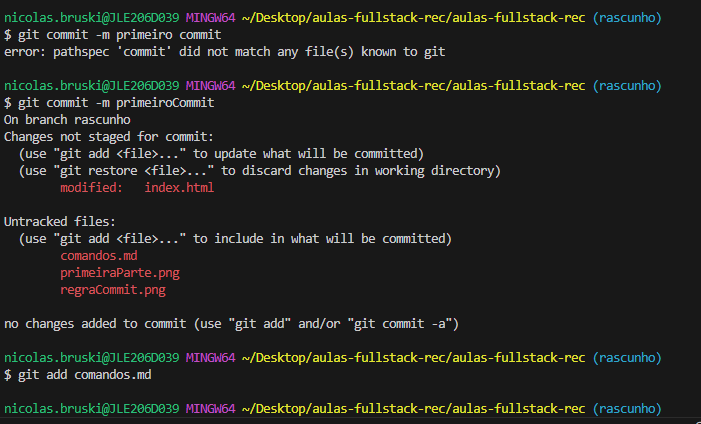 nicolas.bruski@JLE206D039 MINGW64 ~/Desktop/aulas-fullstack-rec/aulas-fullstack-rec (rascunho)
$ git commit -m primeiro commit
error: pathspec 'commit' did not match any file(s) known to git
nicolas.bruski@JLE206D039 MINGW64 ~/Desktop/aulas-fullstack-rec/aulas-fullstack-rec (rascunho)
$ git commit -m primeiroCommit
On branch rascunho
Changes not staged for commit:
  (use "git add <file>..." to update what will be committed)
  (use "git restore <file>..." to discard changes in working directory)
        modified:   index.html
Untracked files:
  (use "git add <file>..." to include in what will be committed)
        comandos.md
        primeiraParte.png
        regraCommit.png
no changes added to commit (use "git add" and/or "git commit -a")
nicolas.bruski@JLE206D039 MINGW64 ~/Desktop/aulas-fullstack-rec/aulas-fullstack-rec (rascunho)
$ git add comandos.md
nicolas.bruski@JLE206D039 MINGW64 ~/Desktop/aulas-fullstack-rec/aulas-fullstack-rec (rascunho)